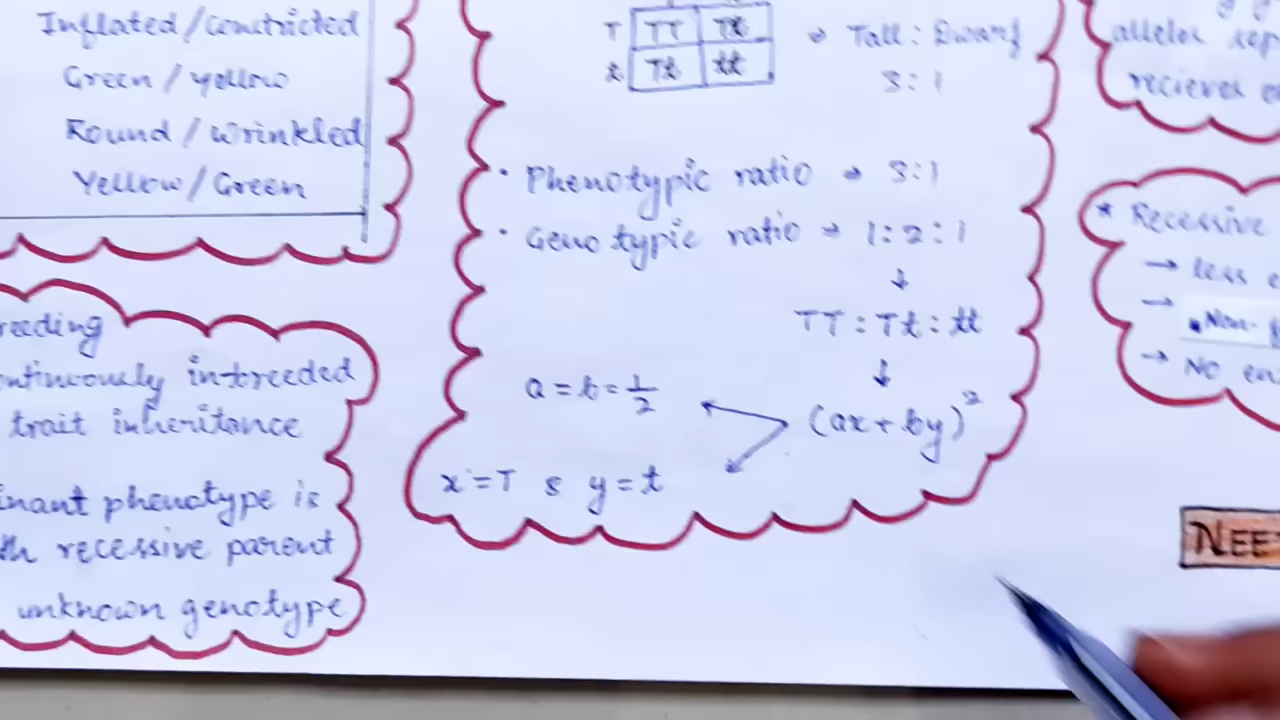 Inflated/constricted
Green/yellow
Round/wrinkled
Yellow/Green
reeding
continuously inbreeded
trait inheritance
inant phenotype is
th recessive parent
unknown genotype
T TT Tt
t Tt tt
→ Tall : Dwarf
3:1
· Phenotypic ratio → 3:1
· Genotypic ratio → 1:2:1
↓
TT : Tt : tt
↓
a = b = 1/2
(ax + by)²
x = T & y = t
alleles
recieves
* Recessive
→ less
→ Non-
→ No
NEE